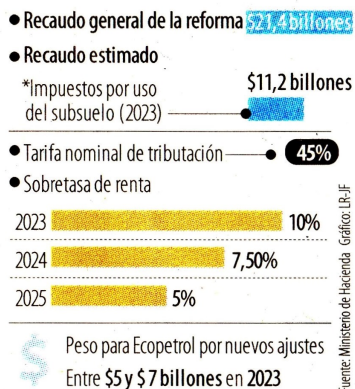 • Recaudo general de la reforma $21,4 billones
• Recaudo estimado
*Impuestos por uso del subsuelo (2023) $11,2 billones
• Tarifa nominal de tributación 45%
• Sobretasa de renta
2023 10%
2024 7,50%
2025 5%
$ Peso para Ecopetrol por nuevos ajustes
Entre $5 y $7 billones en 2023
Fuente: Ministerio de Hacienda Gráfico: LR-JF